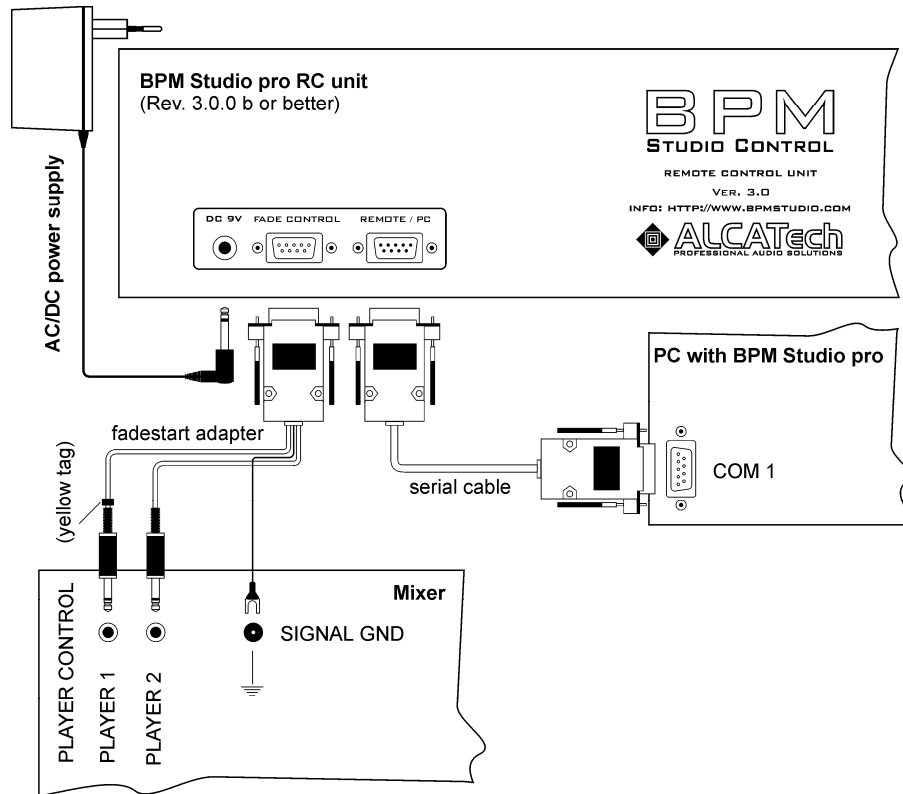 BPM Studio pro RC unit
(Rev. 3.0.0 b or better)
BPM
STUDIO CONTROL
REMOTE CONTROL UNIT
VER. 3.0
INFO: HTTP://WWW.BPMSTUDIO.COM
ALCATech
PROFESSIONAL AUDIO SOLUTIONS
DC 9V
FADE CONTROL
REMOTE / PC
AC/DC power supply
PC with BPM Studio pro
COM 1
fadestart adapter
serial cable
(yellow tag)
Mixer
PLAYER CONTROL
PLAYER 1
PLAYER 2
SIGNAL GND